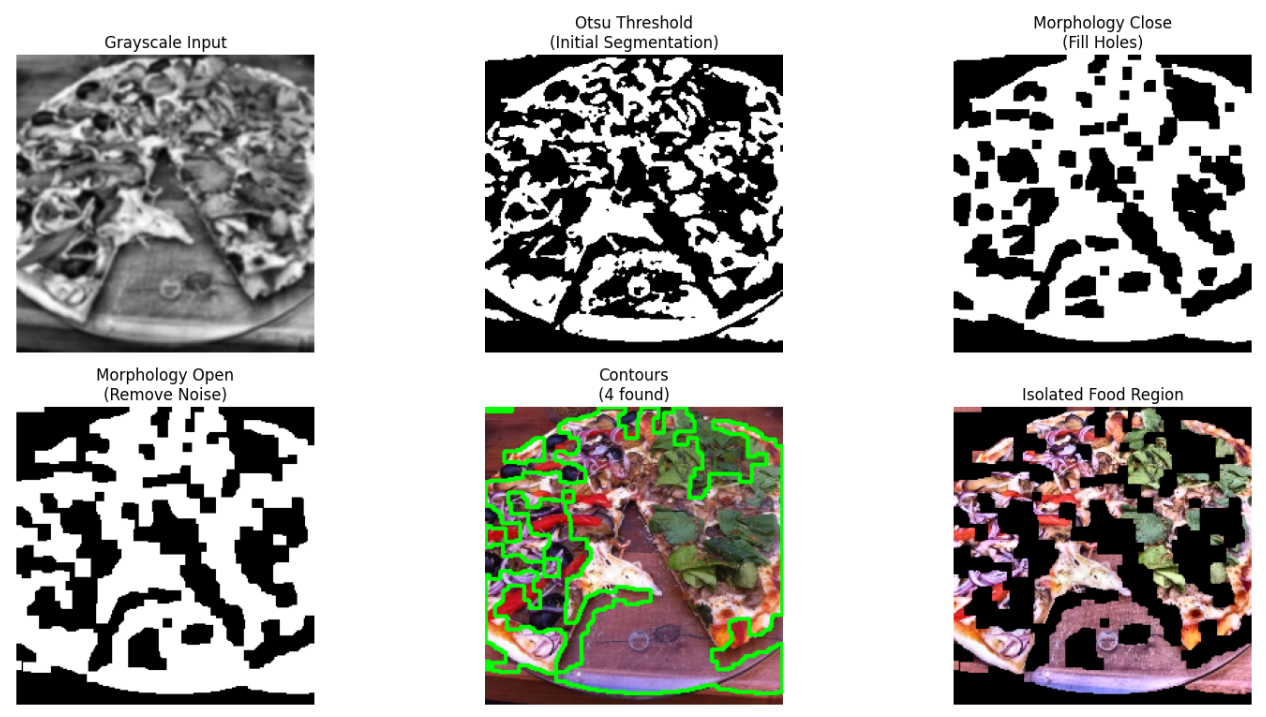 Grayscale Input
Otsu Threshold
(Initial Segmentation)
Morphology Close
(Fill Holes)
Morphology Open
(Remove Noise)
Contours
(4 found)
Isolated Food Region